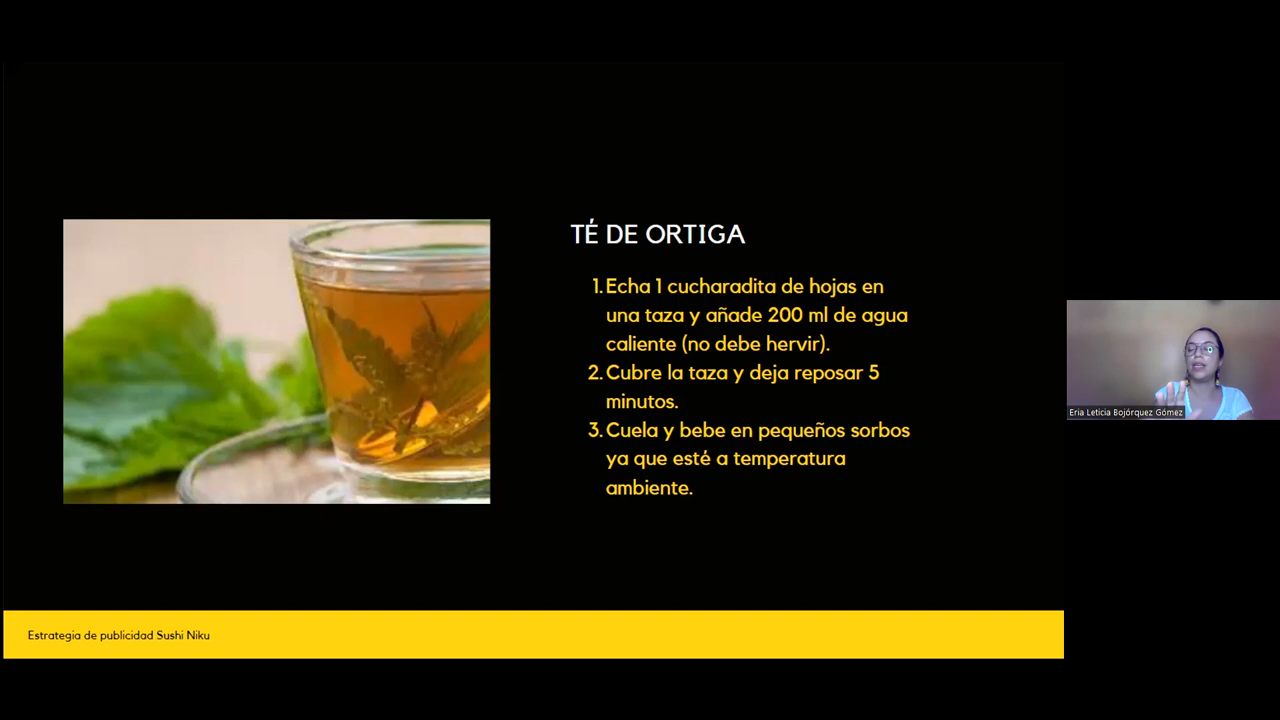 TÉ DE ORTIGA
1. Echa 1 cucharadita de hojas en
una taza y añade 200 ml de agua
caliente (no debe hervir).
2. Cubre la taza y deja reposar 5
minutos.
3. Cuela y bebe en pequeños sorbos
ya que esté a temperatura
ambiente.
Eria Leticia Bojórquez Gómez
Estrategia de publicidad Sushi Niku